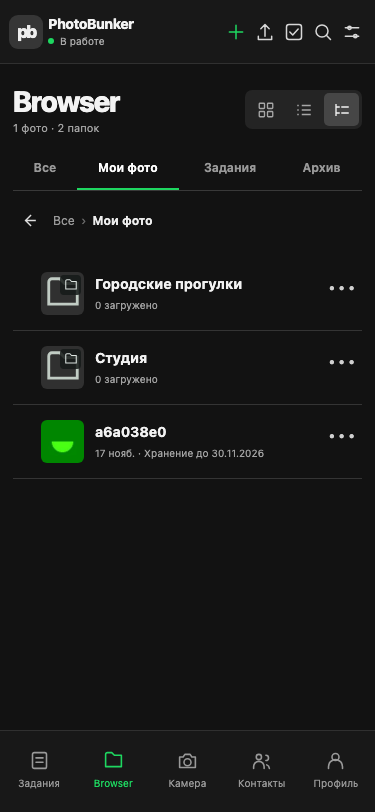 pb
PhotoBunker
В работе
Browser
1 фото · 2 папок
Все
Мои фото
Задания
Архив
Все › Мои фото
Городские прогулки
0 загружено
Студия
0 загружено
a6a038e0
17 нояб. · Хранение до 30.11.2026
Задания
Browser
Камера
Контакты
Профиль